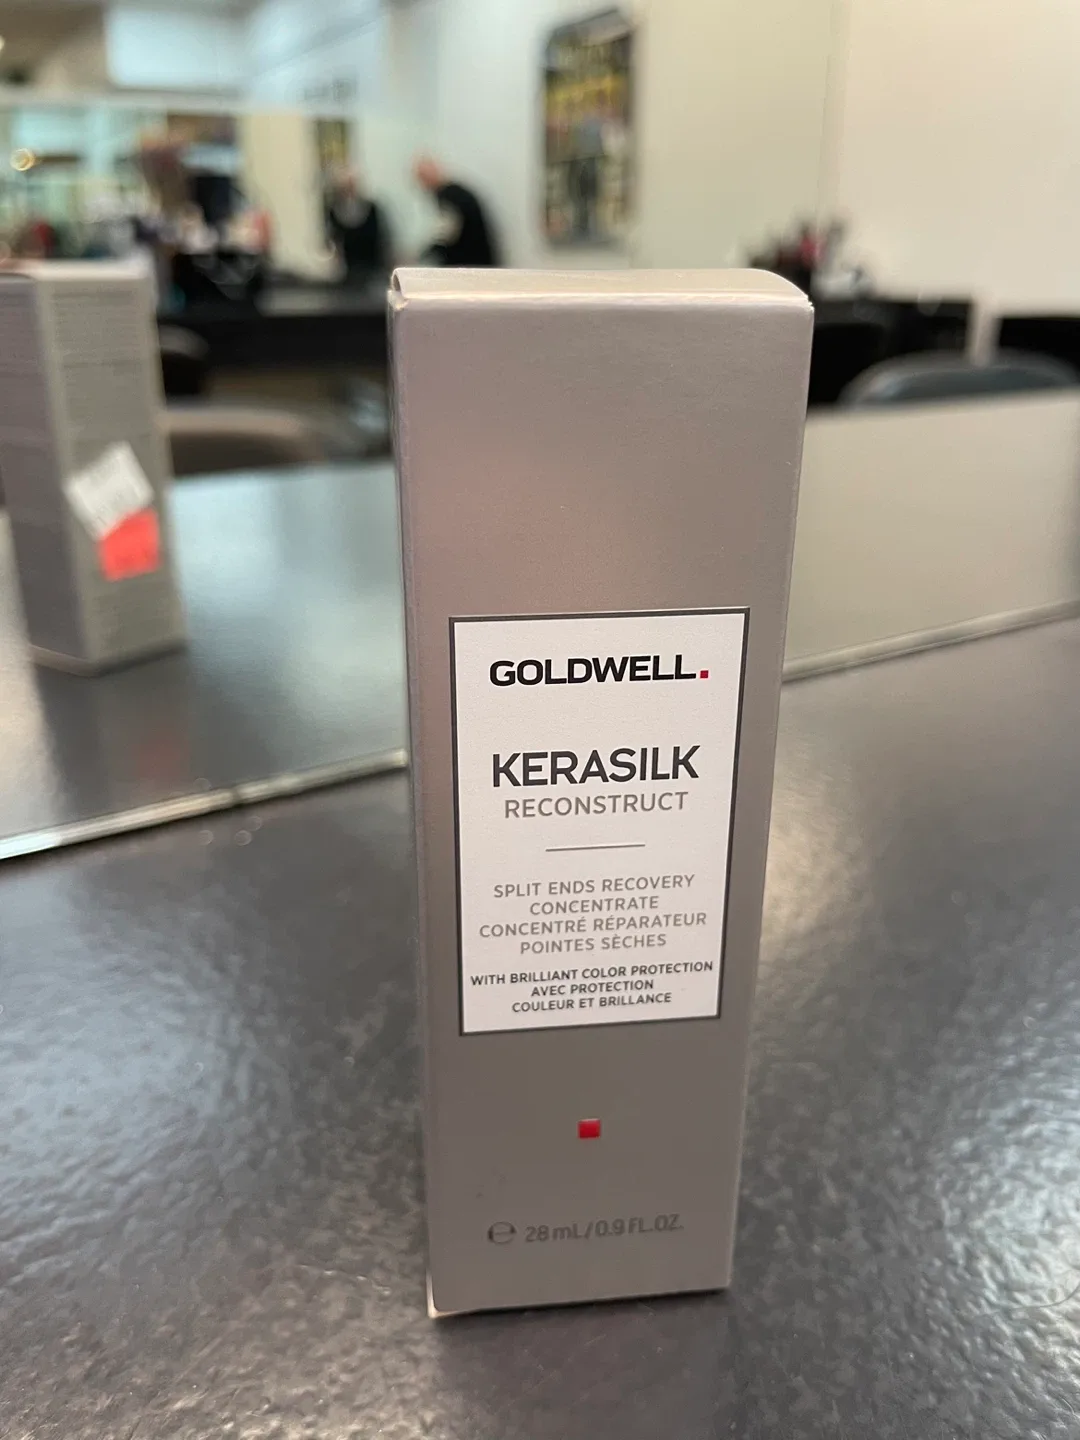 GOLDWELL.
KERASILK
RECONSTRUCT
SPLIT ENDS RECOVERY
CONCENTRATE
CONCENTRÉ RÉPARATEUR
POINTES SÈCHES
WITH BRILLIANT COLOR PROTECTION
AVEC PROTECTION
COULEUR ET BRILLANCE
℮ 28 mL/0.9 FL.OZ.